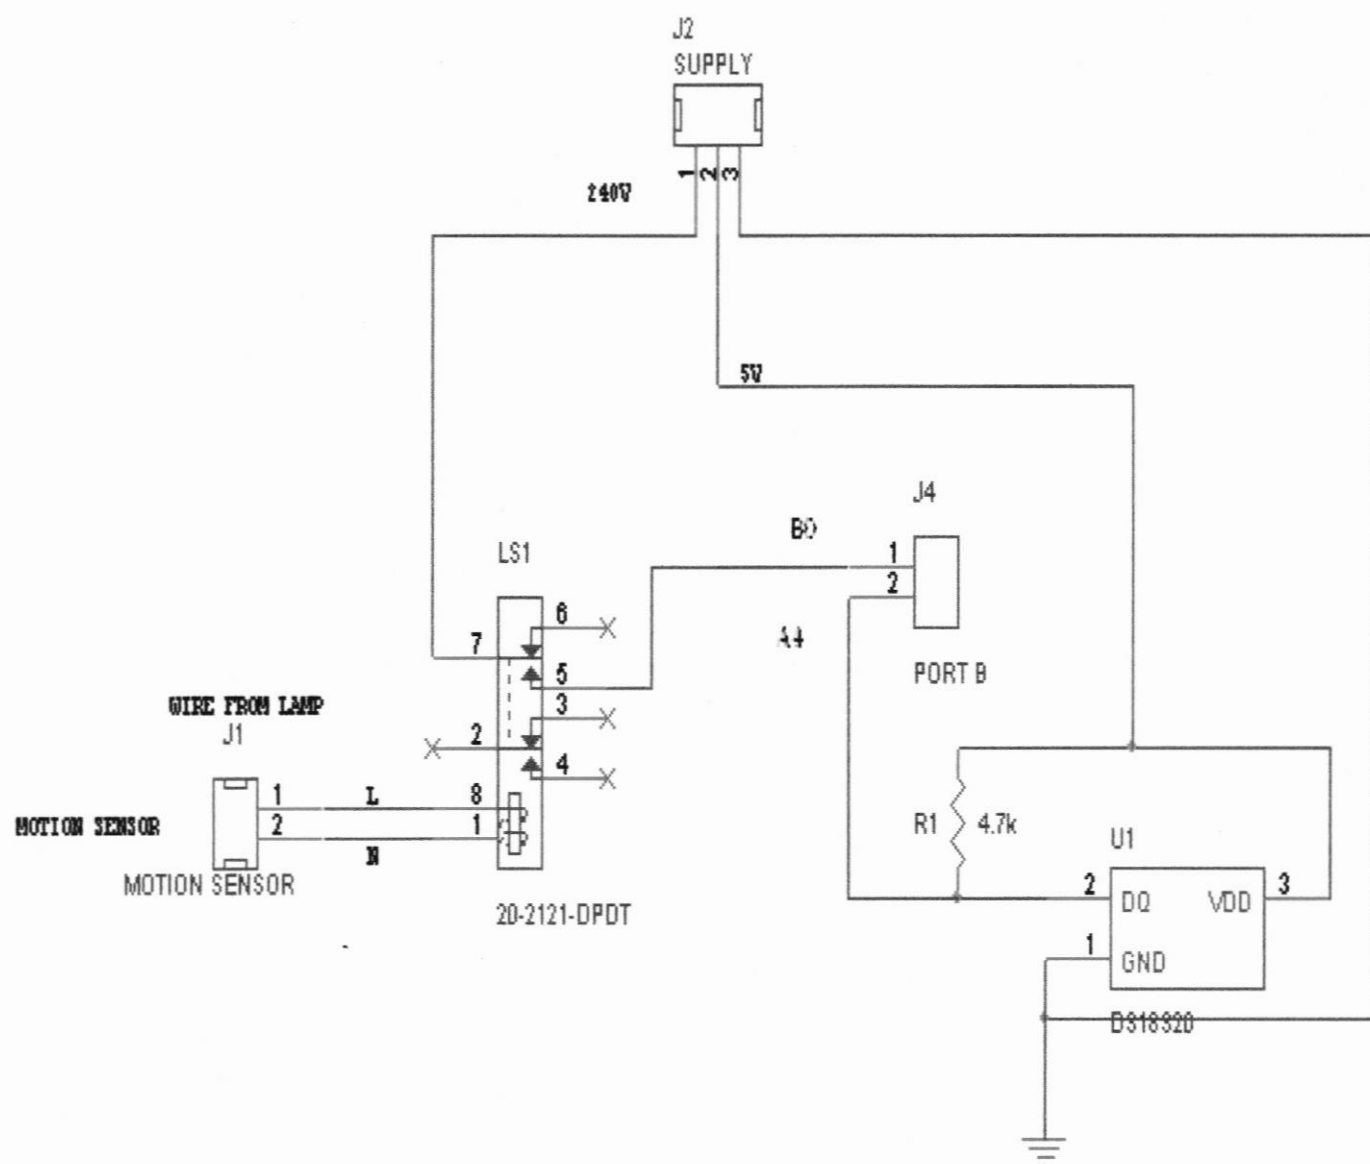 J2
SUPPLY
1 2 3
240V
5V
J4
B0
1
2
LS1
6
7
A4
5
PORT B
3
WIRE FROM LAMP
J1
2
4
1 L 8
R1 4.7k
MOTION SENSOR
2 1
U1
N
MOTION SENSOR
2 DQ VDD 3
20-2121-DPDT
1 GND
DS18S20